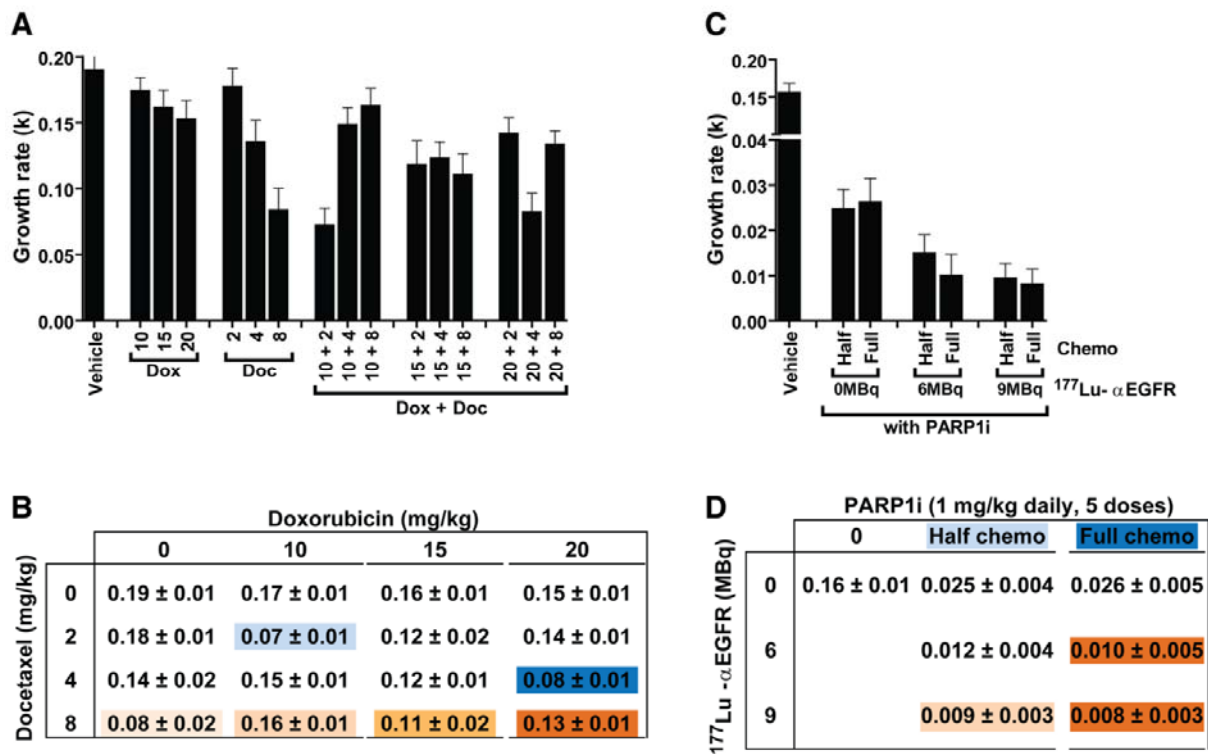 A
Growth rate (k)
0.20
0.15
0.10
0.05
0.00
Vehicle
10 15 20
Dox
2 4 8
Doc
10 + 2 10 + 4 10 + 8 15 + 2 15 + 4 15 + 8 20 + 2 20 + 4 20 + 8
Dox + Doc
C
Growth rate (k)
0.20
0.15
0.04
0.03
0.02
0.01
0.00
Vehicle
Half Full Half Full Half Full Chemo
0MBq 6MBq 9MBq ¹⁷⁷Lu- αEGFR
with PARP1i
B
Doxorubicin (mg/kg)
0 10 15 20
Docetaxel (mg/kg)
0 0.19 ± 0.01 0.17 ± 0.01 0.16 ± 0.01 0.15 ± 0.01
2 0.18 ± 0.01 0.07 ± 0.01 0.12 ± 0.02 0.14 ± 0.01
4 0.14 ± 0.02 0.15 ± 0.01 0.12 ± 0.01 0.08 ± 0.01
8 0.08 ± 0.02 0.16 ± 0.01 0.11 ± 0.02 0.13 ± 0.01
D
PARP1i (1 mg/kg daily, 5 doses)
0 Half chemo Full chemo
¹⁷⁷Lu -αEGFR (MBq)
0 0.16 ± 0.01 0.025 ± 0.004 0.026 ± 0.005
6 0.012 ± 0.004 0.010 ± 0.005
9 0.009 ± 0.003 0.008 ± 0.003